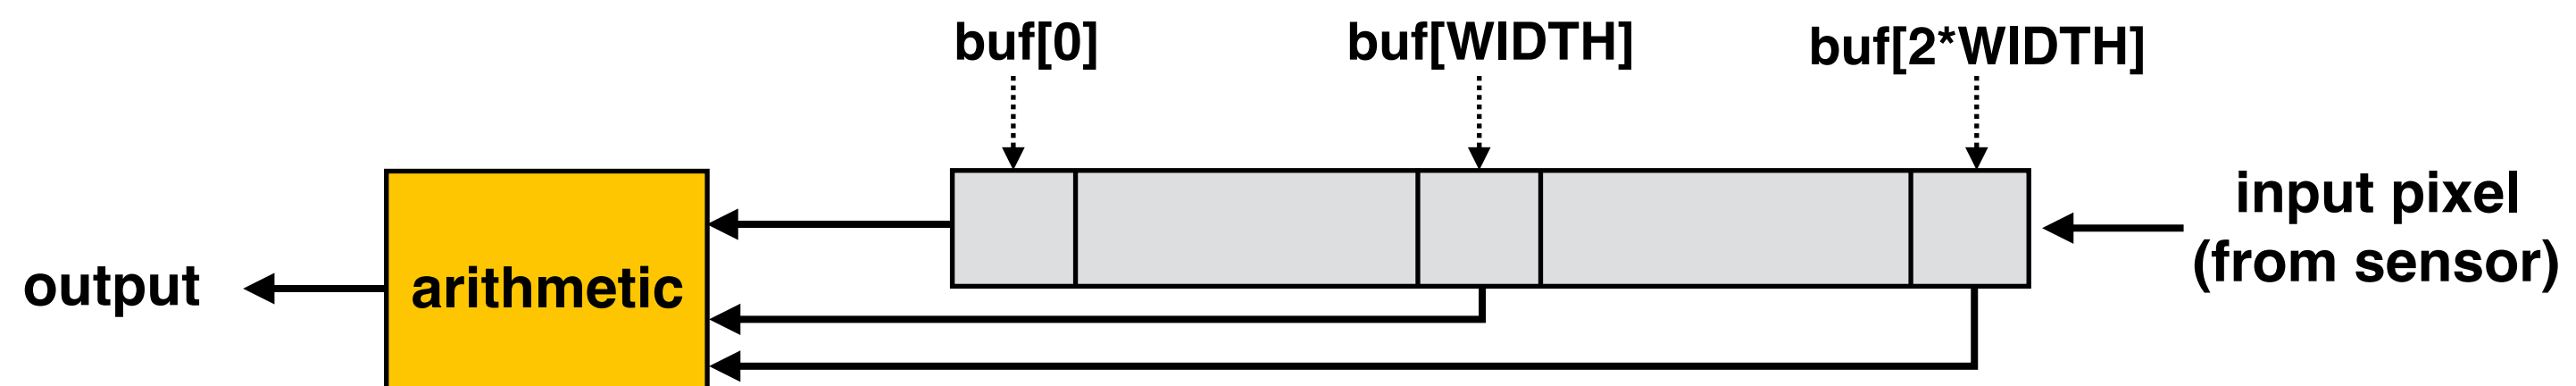 buf[0]
buf[WIDTH]
buf[2*WIDTH]
input pixel
(from sensor)
arithmetic
output